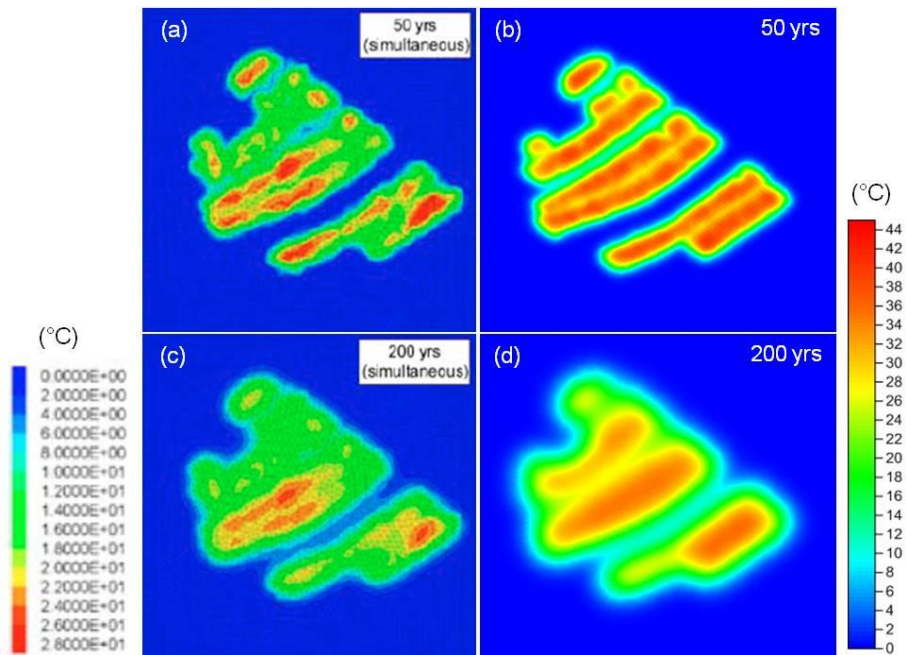 (a)
50 yrs
(simultaneous)
(b)
50 yrs
(c)
200 yrs
(simultaneous)
(d)
200 yrs
(°C)
0.0000E+00
2.0000E+00
4.0000E+00
6.0000E+00
8.0000E+00
1.0000E+01
1.2000E+01
1.4000E+01
1.6000E+01
1.8000E+01
2.0000E+01
2.2000E+01
2.4000E+01
2.6000E+01
2.8000E+01
(°C)
44
42
40
38
36
34
32
30
28
26
24
22
20
18
16
14
12
10
8
6
4
2
0